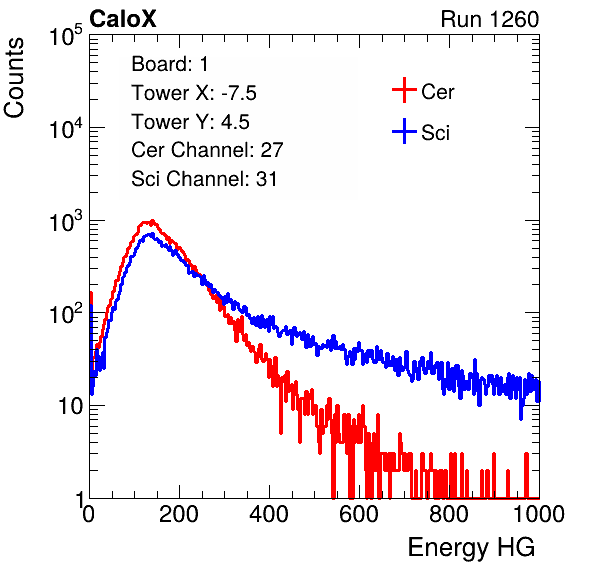 CaloX Run 1260
Counts
Board: 1
Tower X: -7.5
Tower Y: 4.5
Cer Channel: 27
Sci Channel: 31
Cer
Sci
10^5
10^4
10^3
10^2
10
1
0 200 400 600 800 1000
Energy HG